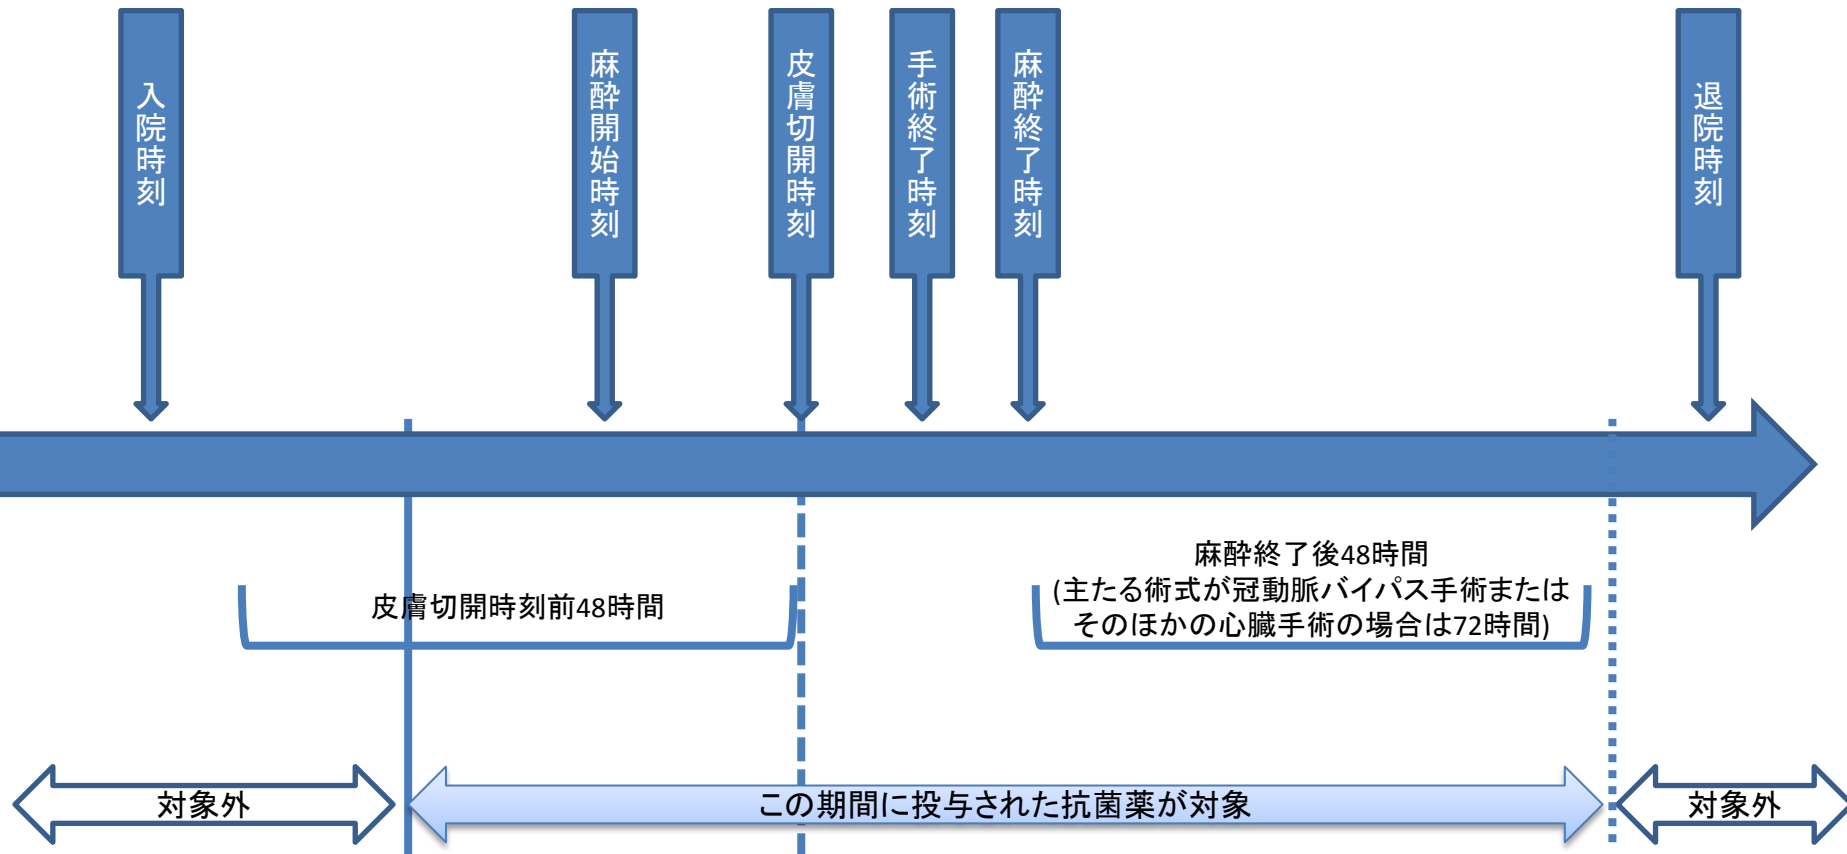 入院時刻
麻酔開始時刻
皮膚切開時刻
手術終了時刻
麻酔終了時刻
退院時刻
皮膚切開時刻前48時間
麻酔終了後48時間
(主たる術式が冠動脈バイパス手術または
そのほかの心臓手術の場合は72時間)
対象外
この期間に投与された抗菌薬が対象
対象外